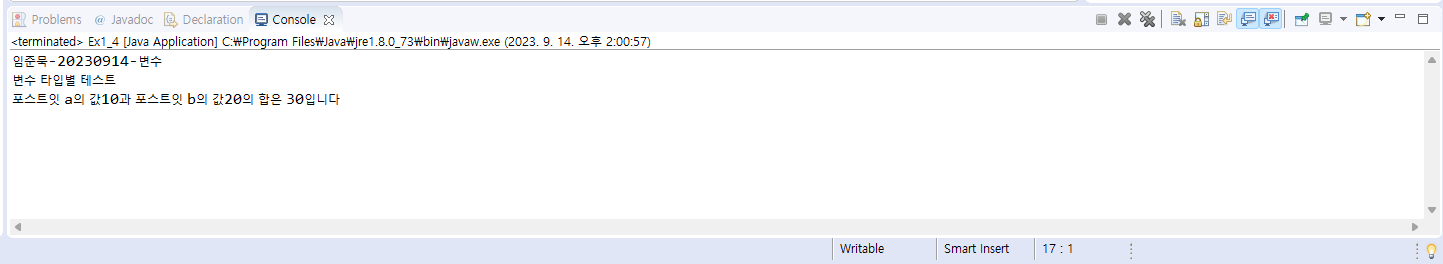 Problems @ Javadoc Declaration Console
<terminated> Ex1_4 [Java Application] C:₩Program Files₩Java₩jre1.8.0_73₩bin₩javaw.exe (2023. 9. 14. 오후 2:00:57)
임준묵-20230914-변수
변수 타입별 테스트
포스트잇 a의 값10과 포스트잇 b의 값20의 합은 30입니다
Writable Smart Insert 17 : 1